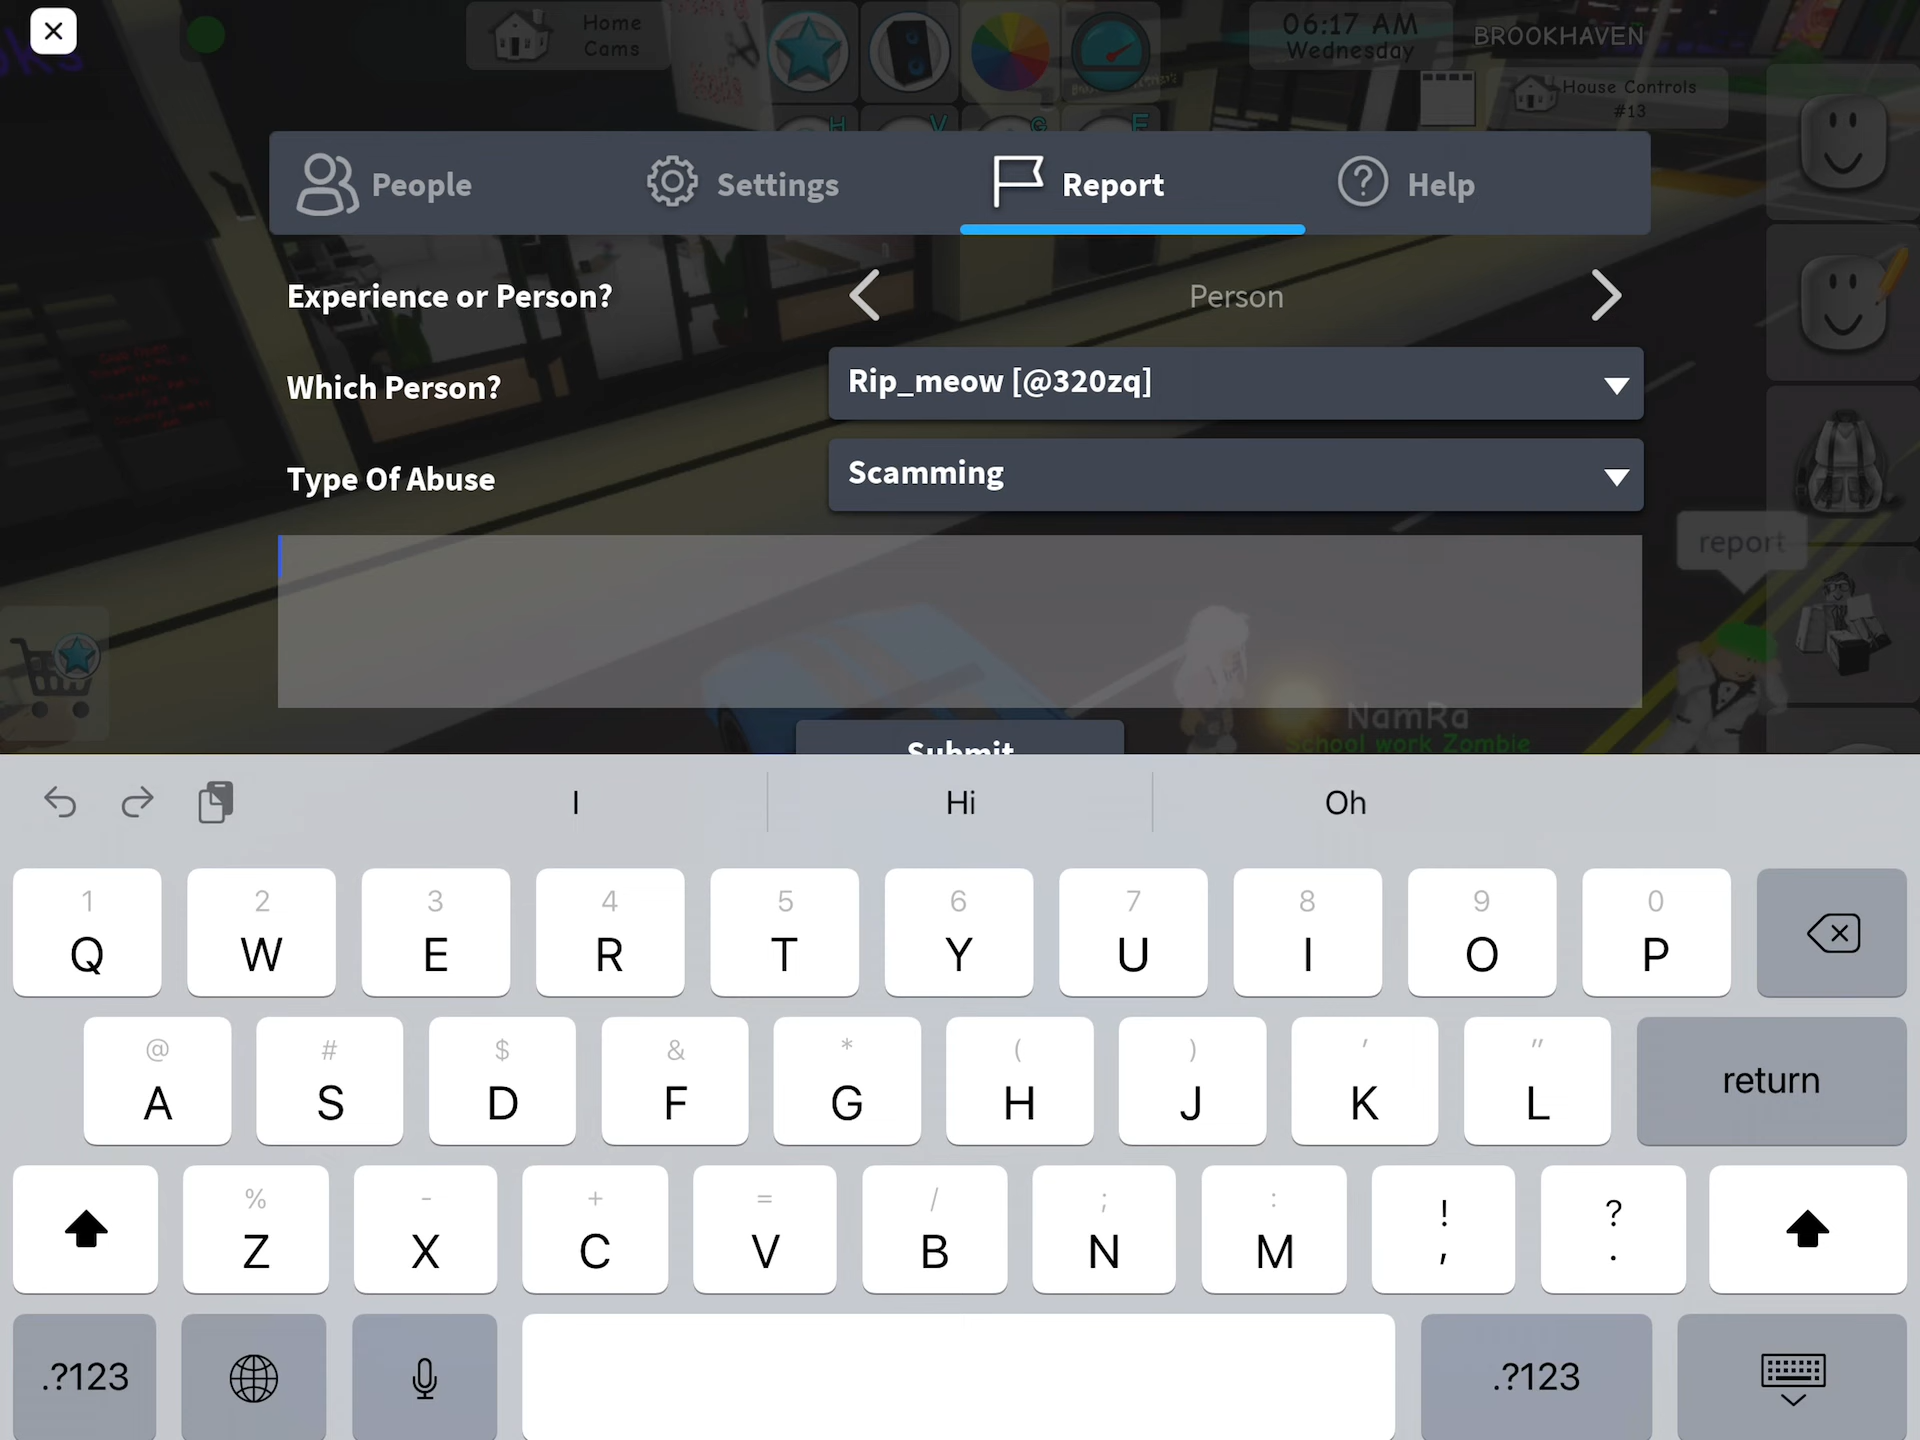 Home
Cams
06:17 AM
Wednesday
BROOKHAVEN
House Controls
#13
H V G E
People Settings Report Help
Experience or Person? Person
Which Person? Rip_meow [@320zq]
Type Of Abuse Scamming
report
NamRa
School work Zombie
Submit
I Hi Oh
1 2 3 4 5 6 7 8 9 0
Q W E R T Y U I O P
@ # $ & * ( ) ' "
A S D F G H J K L return
% - + = / ; : ! ?
Z X C V B N M , .
.?123 .?123